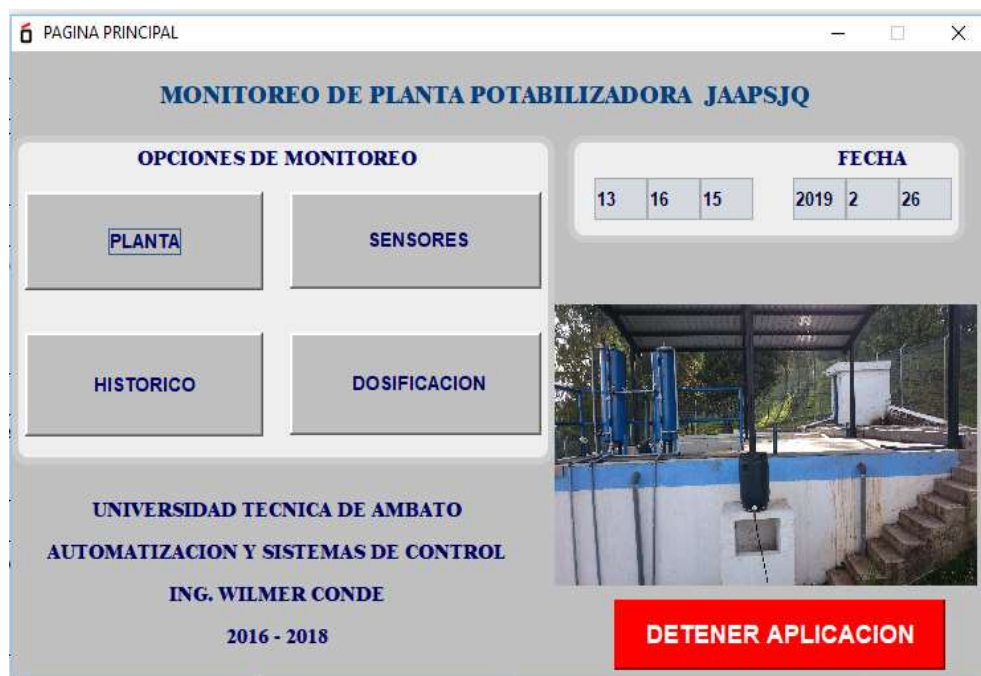 PAGINA PRINCIPAL
MONITOREO DE PLANTA POTABILIZADORA JAAPSJQ
OPCIONES DE MONITOREO
PLANTA
SENSORES
HISTORICO
DOSIFICACION
FECHA
13 16 15 2019 2 26
UNIVERSIDAD TECNICA DE AMBATO
AUTOMATIZACION Y SISTEMAS DE CONTROL
ING. WILMER CONDE
2016 - 2018
DETENER APLICACION